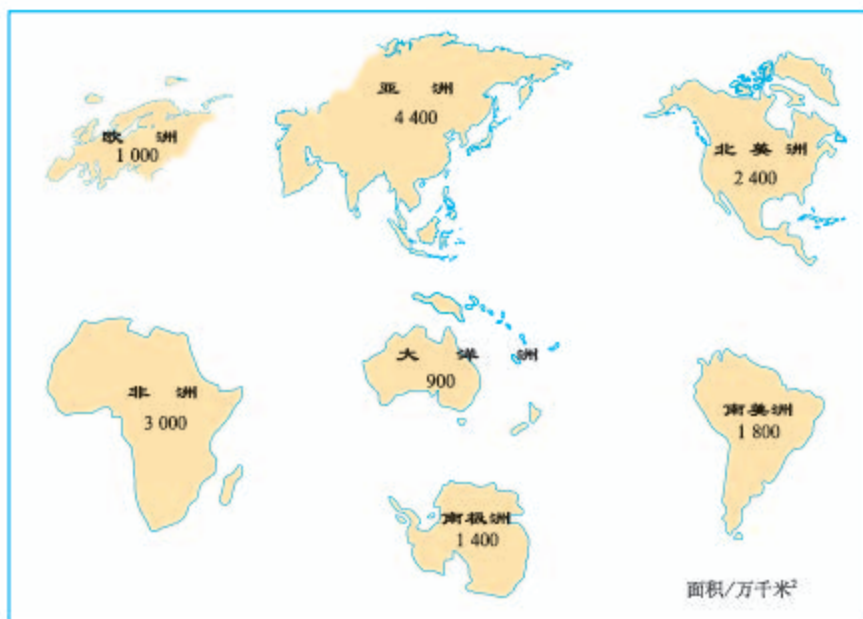 欧 洲
1 000
亚 洲
4 400
北 美 洲
2 400
非 洲
3 000
大 洋 洲
900
南美洲
1 800
南极洲
1 400
面积/万千米²